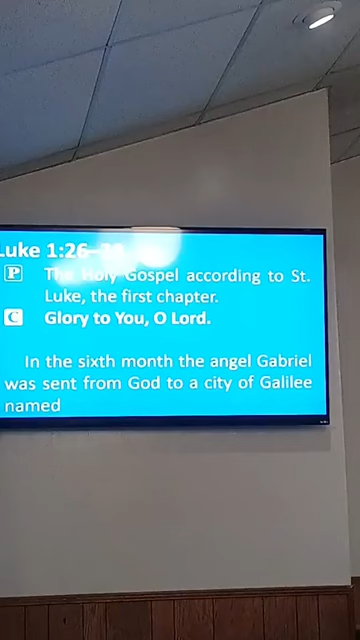 Luke 1:26–38
P The Holy Gospel according to St.
Luke, the first chapter.
C Glory to You, O Lord.
In the sixth month the angel Gabriel
was sent from God to a city of Galilee
named